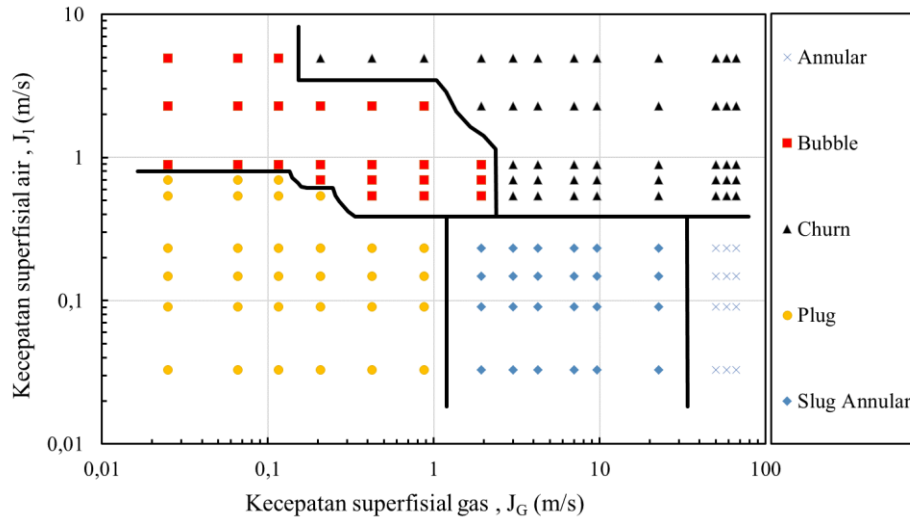 10
1
0,1
0,01
Kecepatan superfisial air , J₁ (m/s)
0,01
0,1
1
10
100
Kecepatan superfisial gas , J_G (m/s)
Annular
Bubble
Churn
Plug
Slug Annular